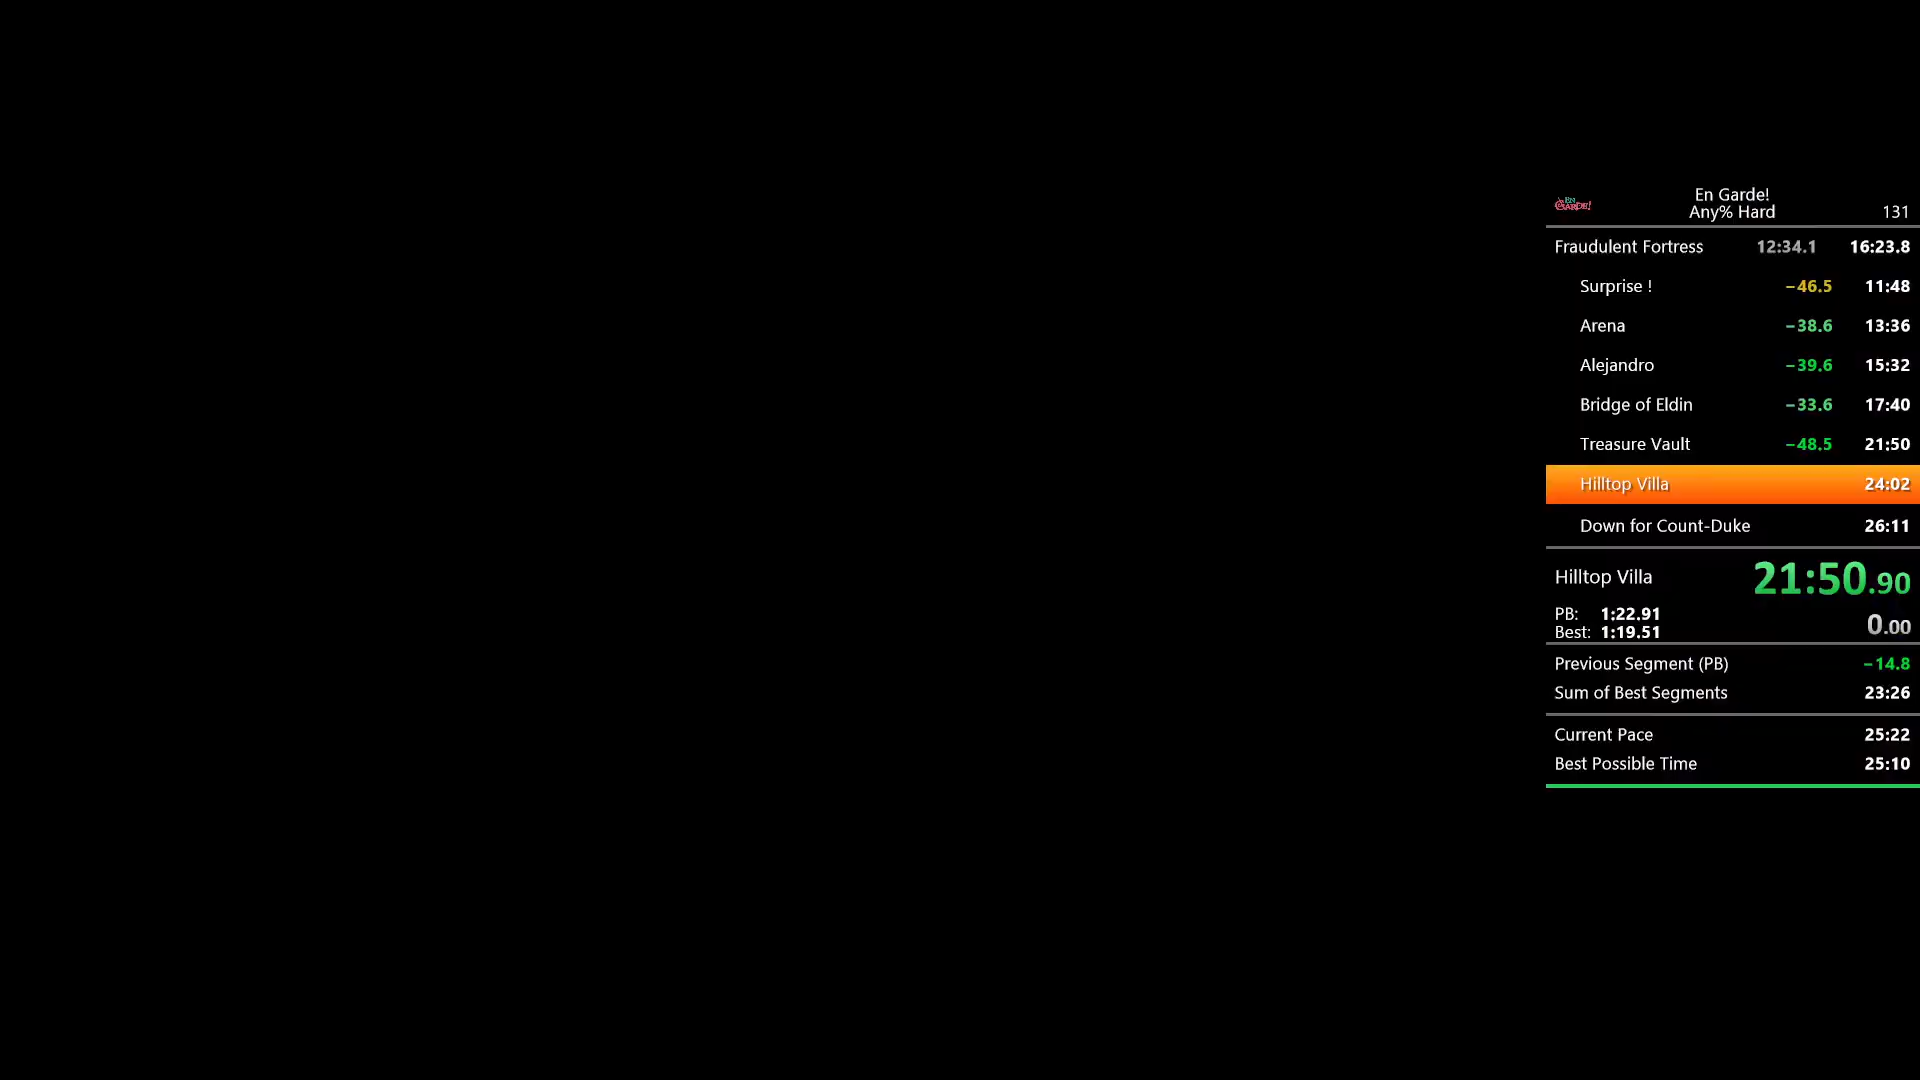 EN GARDE!
En Garde!
Any% Hard 131
Fraudulent Fortress 12:34.1 16:23.8
Surprise ! −46.5 11:48
Arena −38.6 13:36
Alejandro −39.6 15:32
Bridge of Eldin −33.6 17:40
Treasure Vault −48.5 21:50
Hilltop Villa 24:02
Down for Count-Duke 26:11
Hilltop Villa 21:50.90
PB: 1:22.91
Best: 1:19.51 0.00
Previous Segment (PB) −14.8
Sum of Best Segments 23:26
Current Pace 25:22
Best Possible Time 25:10